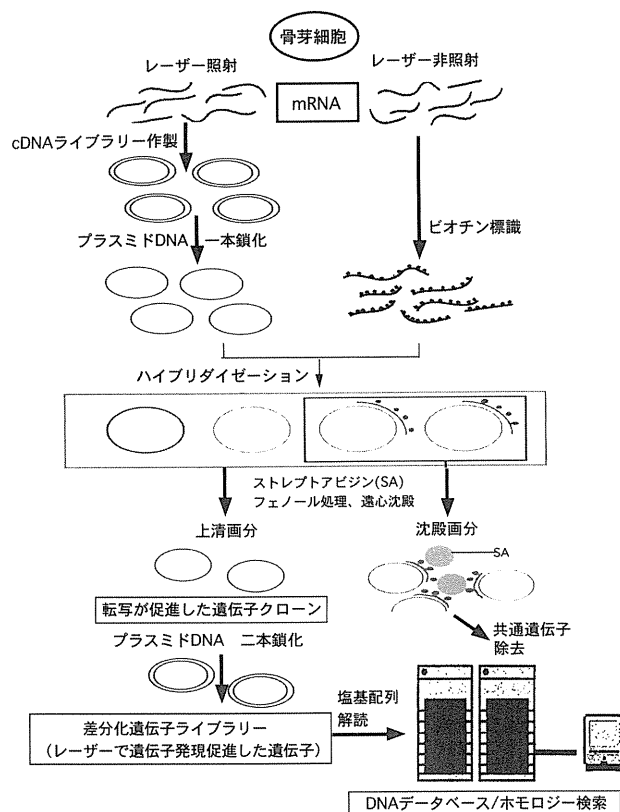 骨芽細胞
レーザー照射
レーザー非照射
mRNA
cDNAライブラリー作製
ビオチン標識
プラスミドDNA 一本鎖化
ハイブリダイゼーション
ストレプトアビジン(SA)
フェノール処理、遠心沈殿
上清画分
沈殿画分
SA
転写が促進した遺伝子クローン
共通遺伝子
除去
プラスミドDNA 二本鎖化
塩基配列
解読
差分化遺伝子ライブラリー
(レーザーで遺伝子発現促進した遺伝子)
DNAデータベース/ホモロジー検索